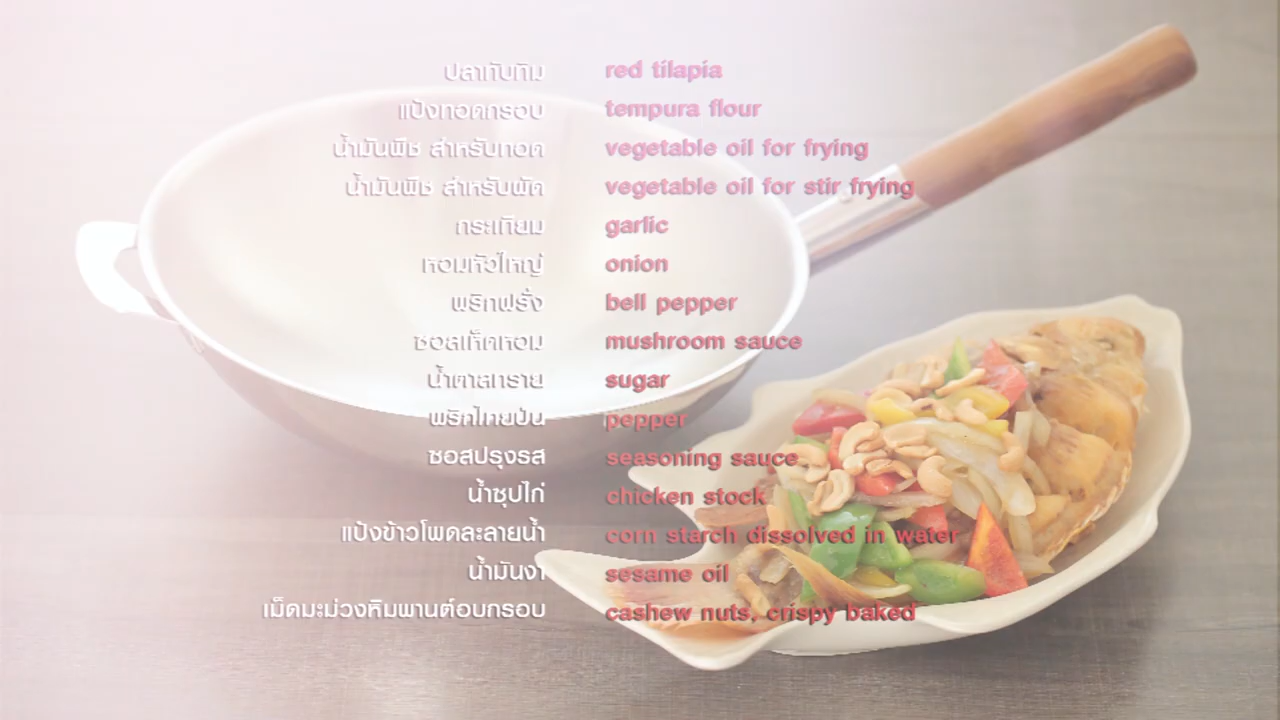 ปลาทับทิม red tilapia
แป้งทอดกรอบ tempura flour
น้ำมันพืช สำหรับทอด vegetable oil for frying
น้ำมันพืช สำหรับผัด vegetable oil for stir frying
กระเทียม garlic
หอมหัวใหญ่ onion
พริกฝรั่ง bell pepper
ซอสเห็ดหอม mushroom sauce
น้ำตาลทราย sugar
พริกไทยป่น pepper
ซอสปรุงรส seasoning sauce
น้ำซุปไก่ chicken stock
แป้งข้าวโพดละลายน้ำ corn starch dissolved in water
น้ำมันงา sesame oil
เม็ดมะม่วงหิมพานต์อบกรอบ cashew nuts, crispy baked